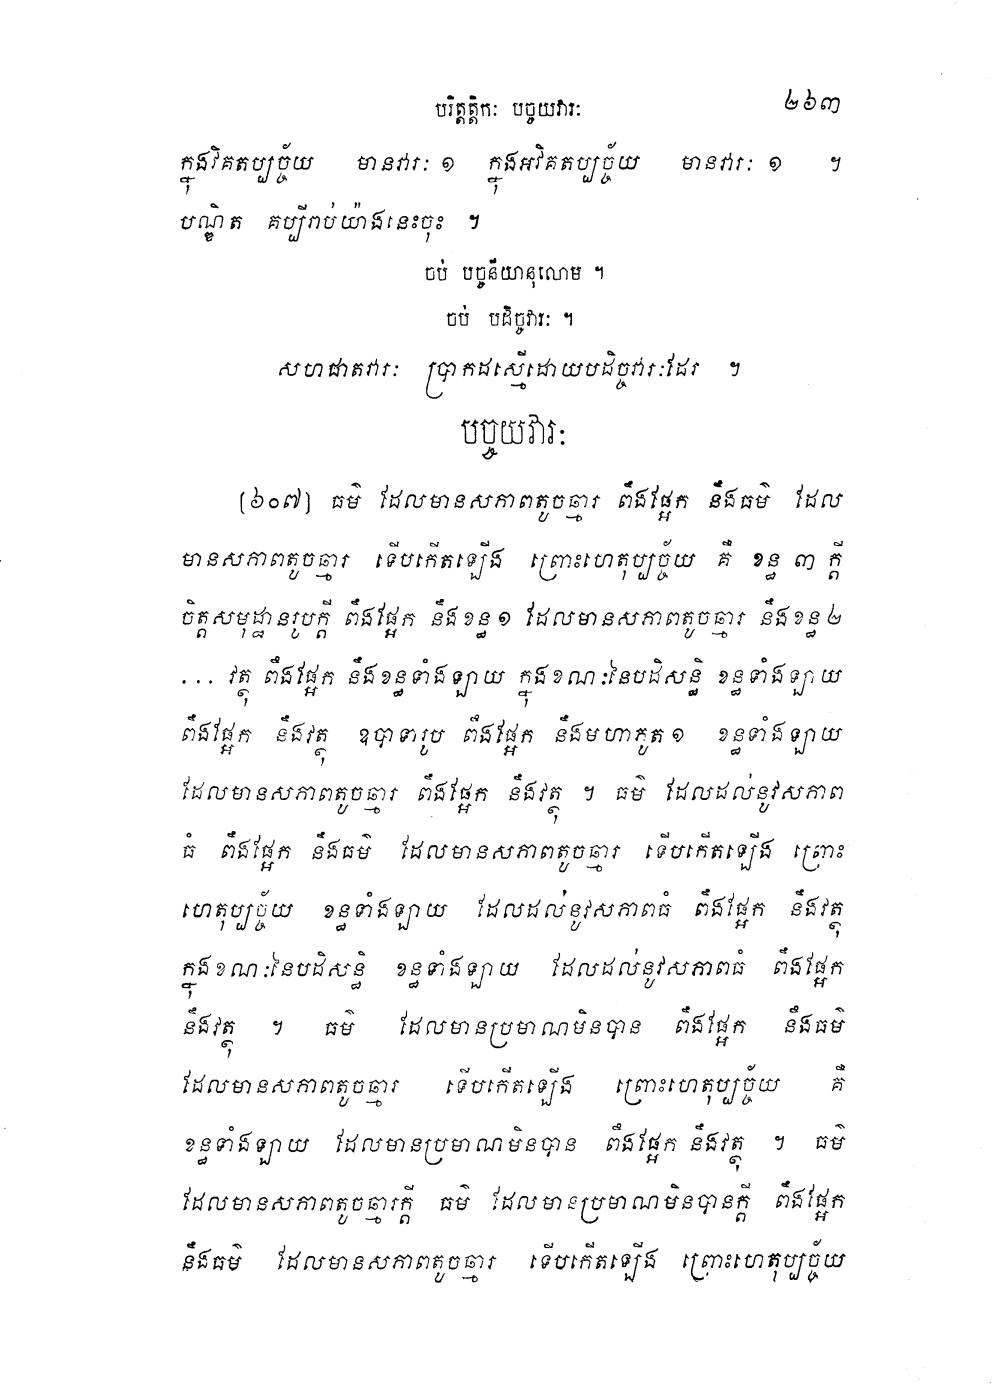 បរិត្តត្តិកៈ បច្ចយវារៈ ២៦៣
ក្នុងវិគតប្បច្ច័យ មានវារៈ ១ ក្នុងអវិគតប្បច្ច័យ មានវារៈ ១ ។
បណ្ឌិត គប្បីរាប់យ៉ាងនេះចុះ ។
ចប់ បច្ចនីយានុលោម ។
ចប់ បដិច្ចវារៈ ។
សហជាតវារៈ ប្រាកដស្មើដោយបដិច្ចវារៈដែរ ។
បច្ចយវារៈ
[៦០៧] ធម៌ ដែលមានសភាពតូចឆ្មារ ពឹងផ្អែក នឹងធម៌ ដែល
មានសភាពតូចឆ្មារ ទើបកើតឡើង ព្រោះហេតុប្បច្ច័យ គឺ ខន្ធ ៣ ក្តី
ចិត្តសមុដ្ឋានរូបក្តី ពឹងផ្អែក នឹងខន្ធ ១ ដែលមានសភាពតូចឆ្មារ នឹងខន្ធ ២
... វត្ថុ ពឹងផ្អែក នឹងខន្ធទាំងឡាយ ក្នុងខណៈនៃបដិសន្ធិ ខន្ធទាំងឡាយ
ពឹងផ្អែក នឹងវត្ថុ ឧបាទារូប ពឹងផ្អែក នឹងមហាភូត ១ ខន្ធទាំងឡាយ
ដែលមានសភាពតូចឆ្មារ ពឹងផ្អែក នឹងវត្ថុ ។ ធម៌ ដែលដល់នូវសភាព
ធំ ពឹងផ្អែក នឹងធម៌ ដែលមានសភាពតូចឆ្មារ ទើបកើតឡើង ព្រោះ
ហេតុប្បច្ច័យ ខន្ធទាំងឡាយ ដែលដល់នូវសភាពធំ ពឹងផ្អែក នឹងវត្ថុ
ក្នុងខណៈនៃបដិសន្ធិ ខន្ធទាំងឡាយ ដែលដល់នូវសភាពធំ ពឹងផ្អែក
នឹងវត្ថុ ។ ធម៌ ដែលមានប្រមាណមិនបាន ពឹងផ្អែក នឹងធម៌
ដែលមានសភាពតូចឆ្មារ ទើបកើតឡើង ព្រោះហេតុប្បច្ច័យ គឺ
ខន្ធទាំងឡាយ ដែលមានប្រមាណមិនបាន ពឹងផ្អែក នឹងវត្ថុ ។ ធម៌
ដែលមានសភាពតូចឆ្មារក្តី ធម៌ ដែលមានប្រមាណមិនបានក្តី ពឹងផ្អែក
នឹងធម៌ ដែលមានសភាពតូចឆ្មារ ទើបកើតឡើង ព្រោះហេតុប្បច្ច័យ